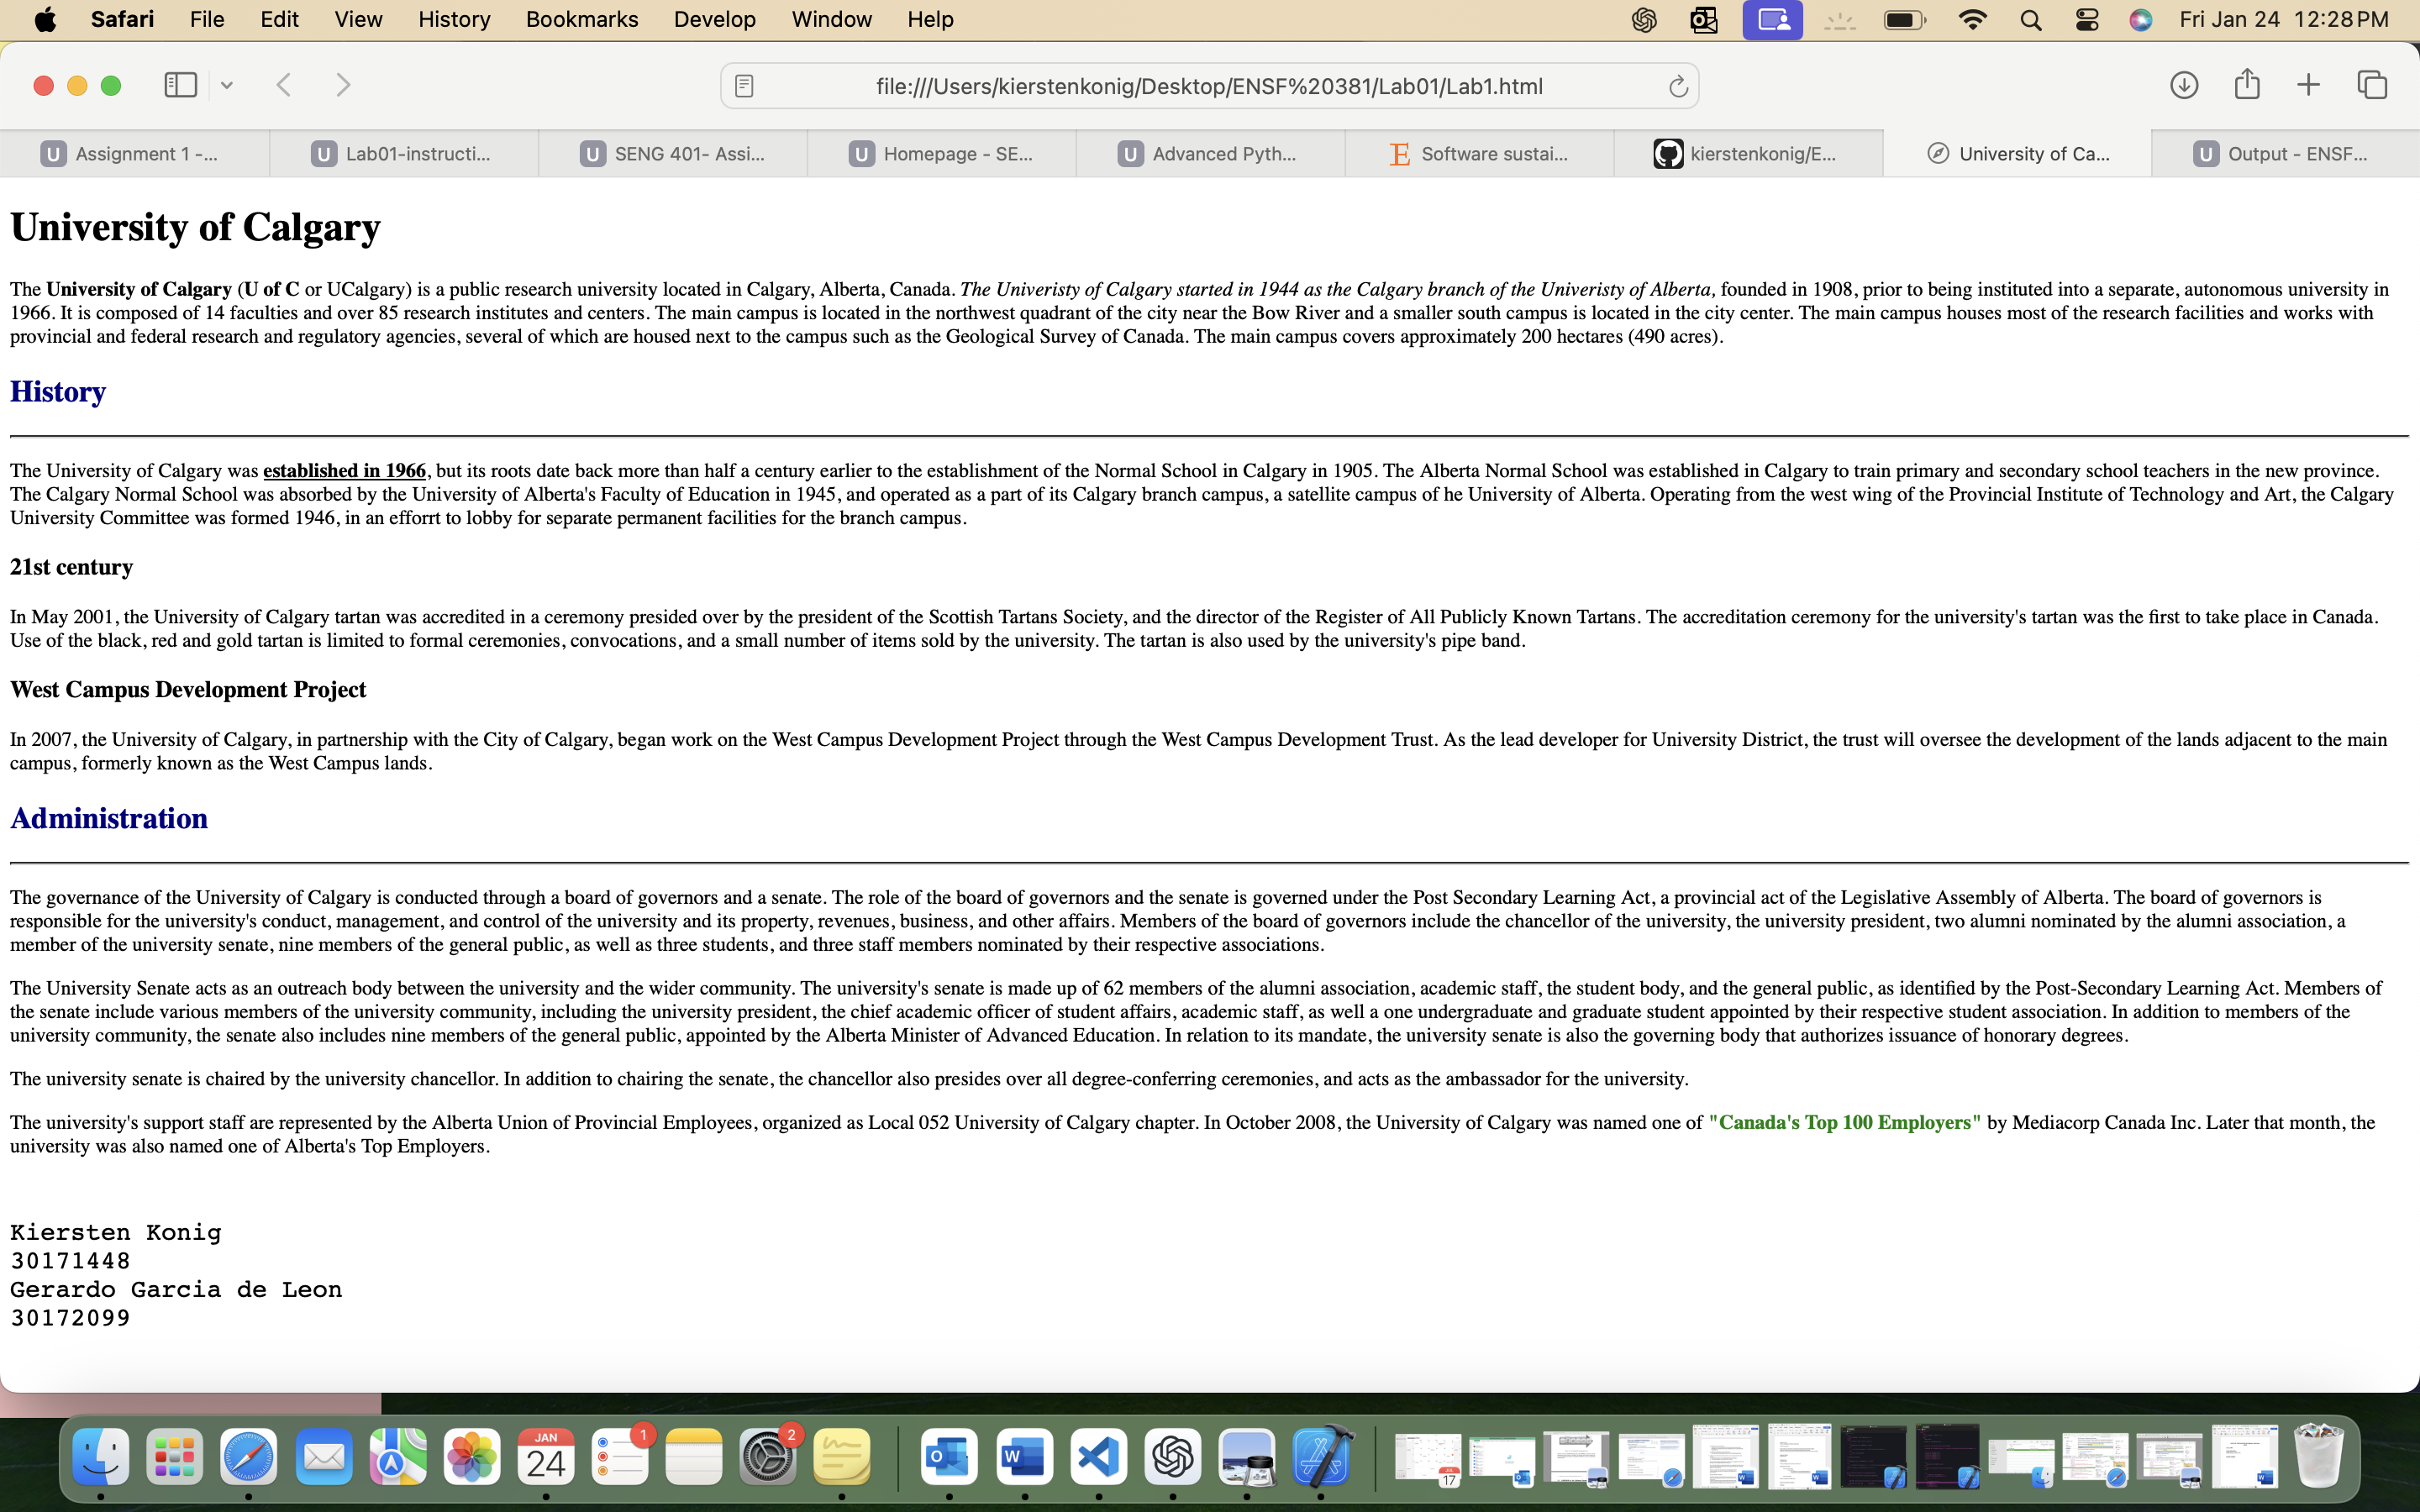 Safari File Edit View History Bookmarks Develop Window Help Fri Jan 24 12:28 PM
file:///Users/kierstenkonig/Desktop/ENSF%20381/Lab01/Lab1.html
U Assignment 1 -... U Lab01-instructi... U SENG 401- Assi... U Homepage - SE... U Advanced Pyth... E Software sustai... kierstenkonig/E... University of Ca... U Output - ENSF...
University of Calgary
The University of Calgary (U of C or UCalgary) is a public research university located in Calgary, Alberta, Canada. The Univeristy of Calgary started in 1944 as the Calgary branch of the Univeristy of Alberta, founded in 1908, prior to being instituted into a separate, autonomous university in
1966. It is composed of 14 faculties and over 85 research institutes and centers. The main campus is located in the northwest quadrant of the city near the Bow River and a smaller south campus is located in the city center. The main campus houses most of the research facilities and works with
provincial and federal research and regulatory agencies, several of which are housed next to the campus such as the Geological Survey of Canada. The main campus covers approximately 200 hectares (490 acres).
History
The University of Calgary was established in 1966, but its roots date back more than half a century earlier to the establishment of the Normal School in Calgary in 1905. The Alberta Normal School was established in Calgary to train primary and secondary school teachers in the new province.
The Calgary Normal School was absorbed by the University of Alberta's Faculty of Education in 1945, and operated as a part of its Calgary branch campus, a satellite campus of he University of Alberta. Operating from the west wing of the Provincial Institute of Technology and Art, the Calgary
University Committee was formed 1946, in an efforrt to lobby for separate permanent facilities for the branch campus.
21st century
In May 2001, the University of Calgary tartan was accredited in a ceremony presided over by the president of the Scottish Tartans Society, and the director of the Register of All Publicly Known Tartans. The accreditation ceremony for the university's tartan was the first to take place in Canada.
Use of the black, red and gold tartan is limited to formal ceremonies, convocations, and a small number of items sold by the university. The tartan is also used by the university's pipe band.
West Campus Development Project
In 2007, the University of Calgary, in partnership with the City of Calgary, began work on the West Campus Development Project through the West Campus Development Trust. As the lead developer for University District, the trust will oversee the development of the lands adjacent to the main
campus, formerly known as the West Campus lands.
Administration
The governance of the University of Calgary is conducted through a board of governors and a senate. The role of the board of governors and the senate is governed under the Post Secondary Learning Act, a provincial act of the Legislative Assembly of Alberta. The board of governors is
responsible for the university's conduct, management, and control of the university and its property, revenues, business, and other affairs. Members of the board of governors include the chancellor of the university, the university president, two alumni nominated by the alumni association, a
member of the university senate, nine members of the general public, as well as three students, and three staff members nominated by their respective associations.
The University Senate acts as an outreach body between the university and the wider community. The university's senate is made up of 62 members of the alumni association, academic staff, the student body, and the general public, as identified by the Post-Secondary Learning Act. Members of
the senate include various members of the university community, including the university president, the chief academic officer of student affairs, academic staff, as well a one undergraduate and graduate student appointed by their respective student association. In addition to members of the
university community, the senate also includes nine members of the general public, appointed by the Alberta Minister of Advanced Education. In relation to its mandate, the university senate is also the governing body that authorizes issuance of honorary degrees.
The university senate is chaired by the university chancellor. In addition to chairing the senate, the chancellor also presides over all degree-conferring ceremonies, and acts as the ambassador for the university.
The university's support staff are represented by the Alberta Union of Provincial Employees, organized as Local 052 University of Calgary chapter. In October 2008, the University of Calgary was named one of "Canada's Top 100 Employers" by Mediacorp Canada Inc. Later that month, the
university was also named one of Alberta's Top Employers.
Kiersten Konig
30171448
Gerardo Garcia de Leon
30172099
JAN 1 2
24 17